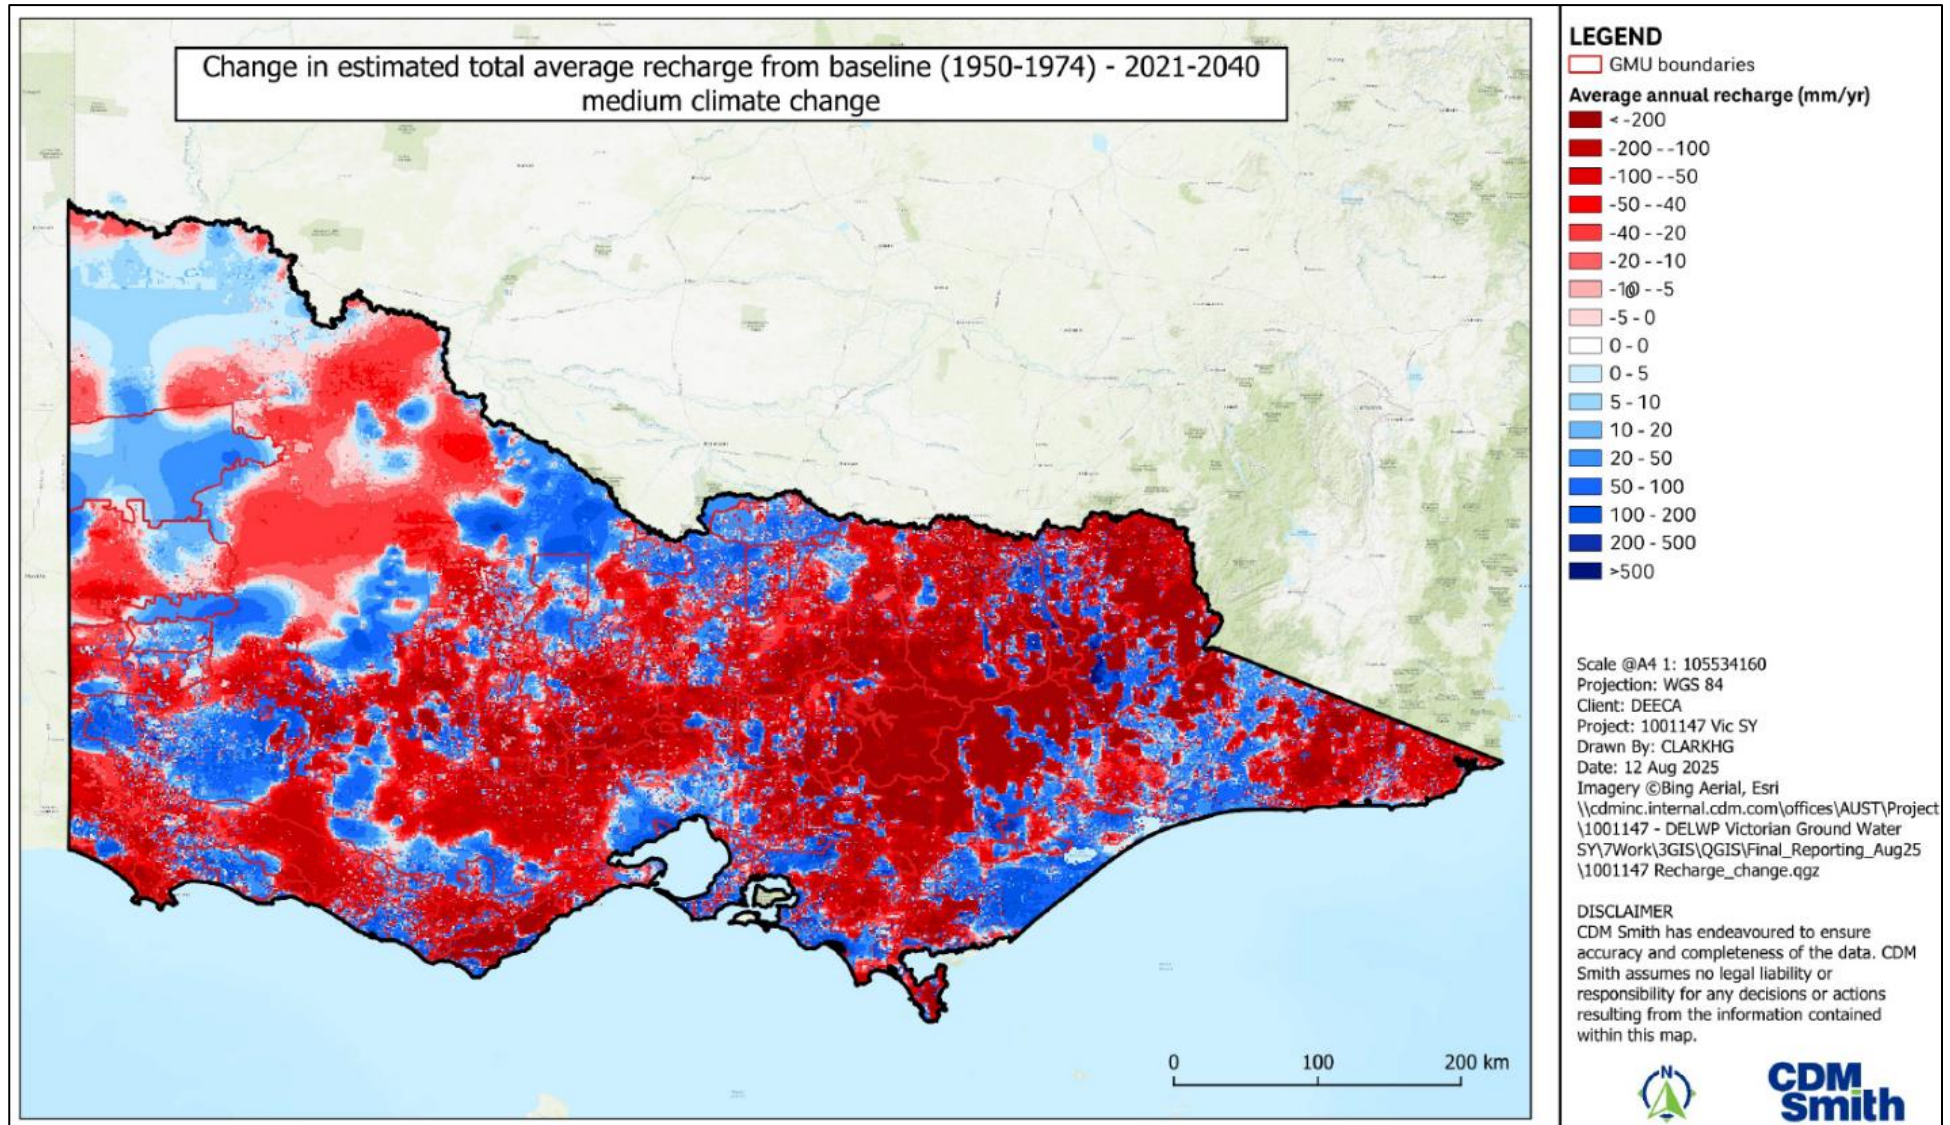 Change in estimated total average recharge from baseline (1950-1974) - 2021-2040
medium climate change
LEGEND
GMU boundaries
Average annual recharge (mm/yr)
< -200
-200 - -100
-100 - -50
-50 - -40
-40 - -20
-20 - -10
-10 - -5
-5 - 0
0 - 0
0 - 5
5 - 10
10 - 20
20 - 50
50 - 100
100 - 200
200 - 500
>500
Scale @A4 1: 105534160
Projection: WGS 84
Client: DEECA
Project: 1001147 Vic SY
Drawn By: CLARKHG
Date: 12 Aug 2025
Imagery ©Bing Aerial, Esri
\\cdminc.internal.cdm.com\offices\AUST\Project
\1001147 - DELWP Victorian Ground Water
SY\7Work\3GIS\QGIS\Final_Reporting_Aug25
\1001147 Recharge_change.qgz
DISCLAIMER
CDM Smith has endeavoured to ensure
accuracy and completeness of the data. CDM
Smith assumes no legal liability or
responsibility for any decisions or actions
resulting from the information contained
within this map.
0 100 200 km
N
CDM
Smith